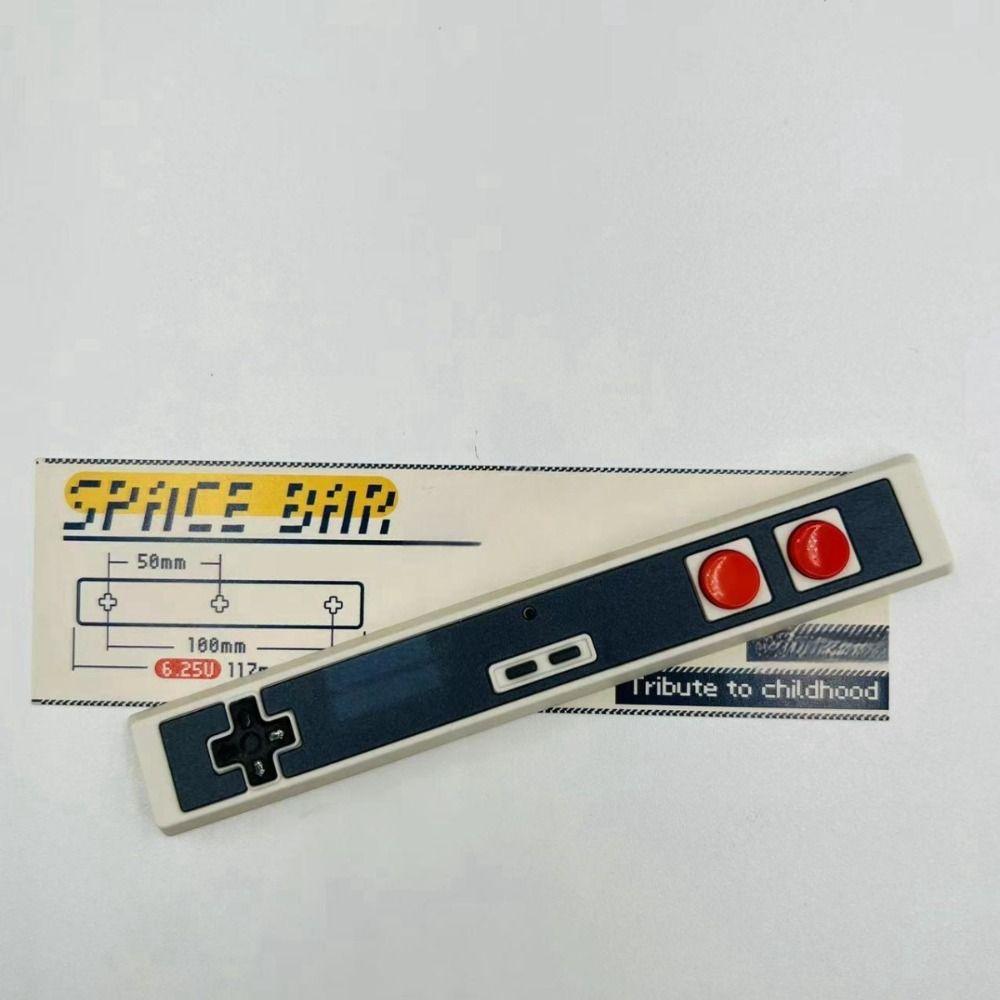 SPACE BAR
50mm
100mm
6.25U
Tribute to childhood